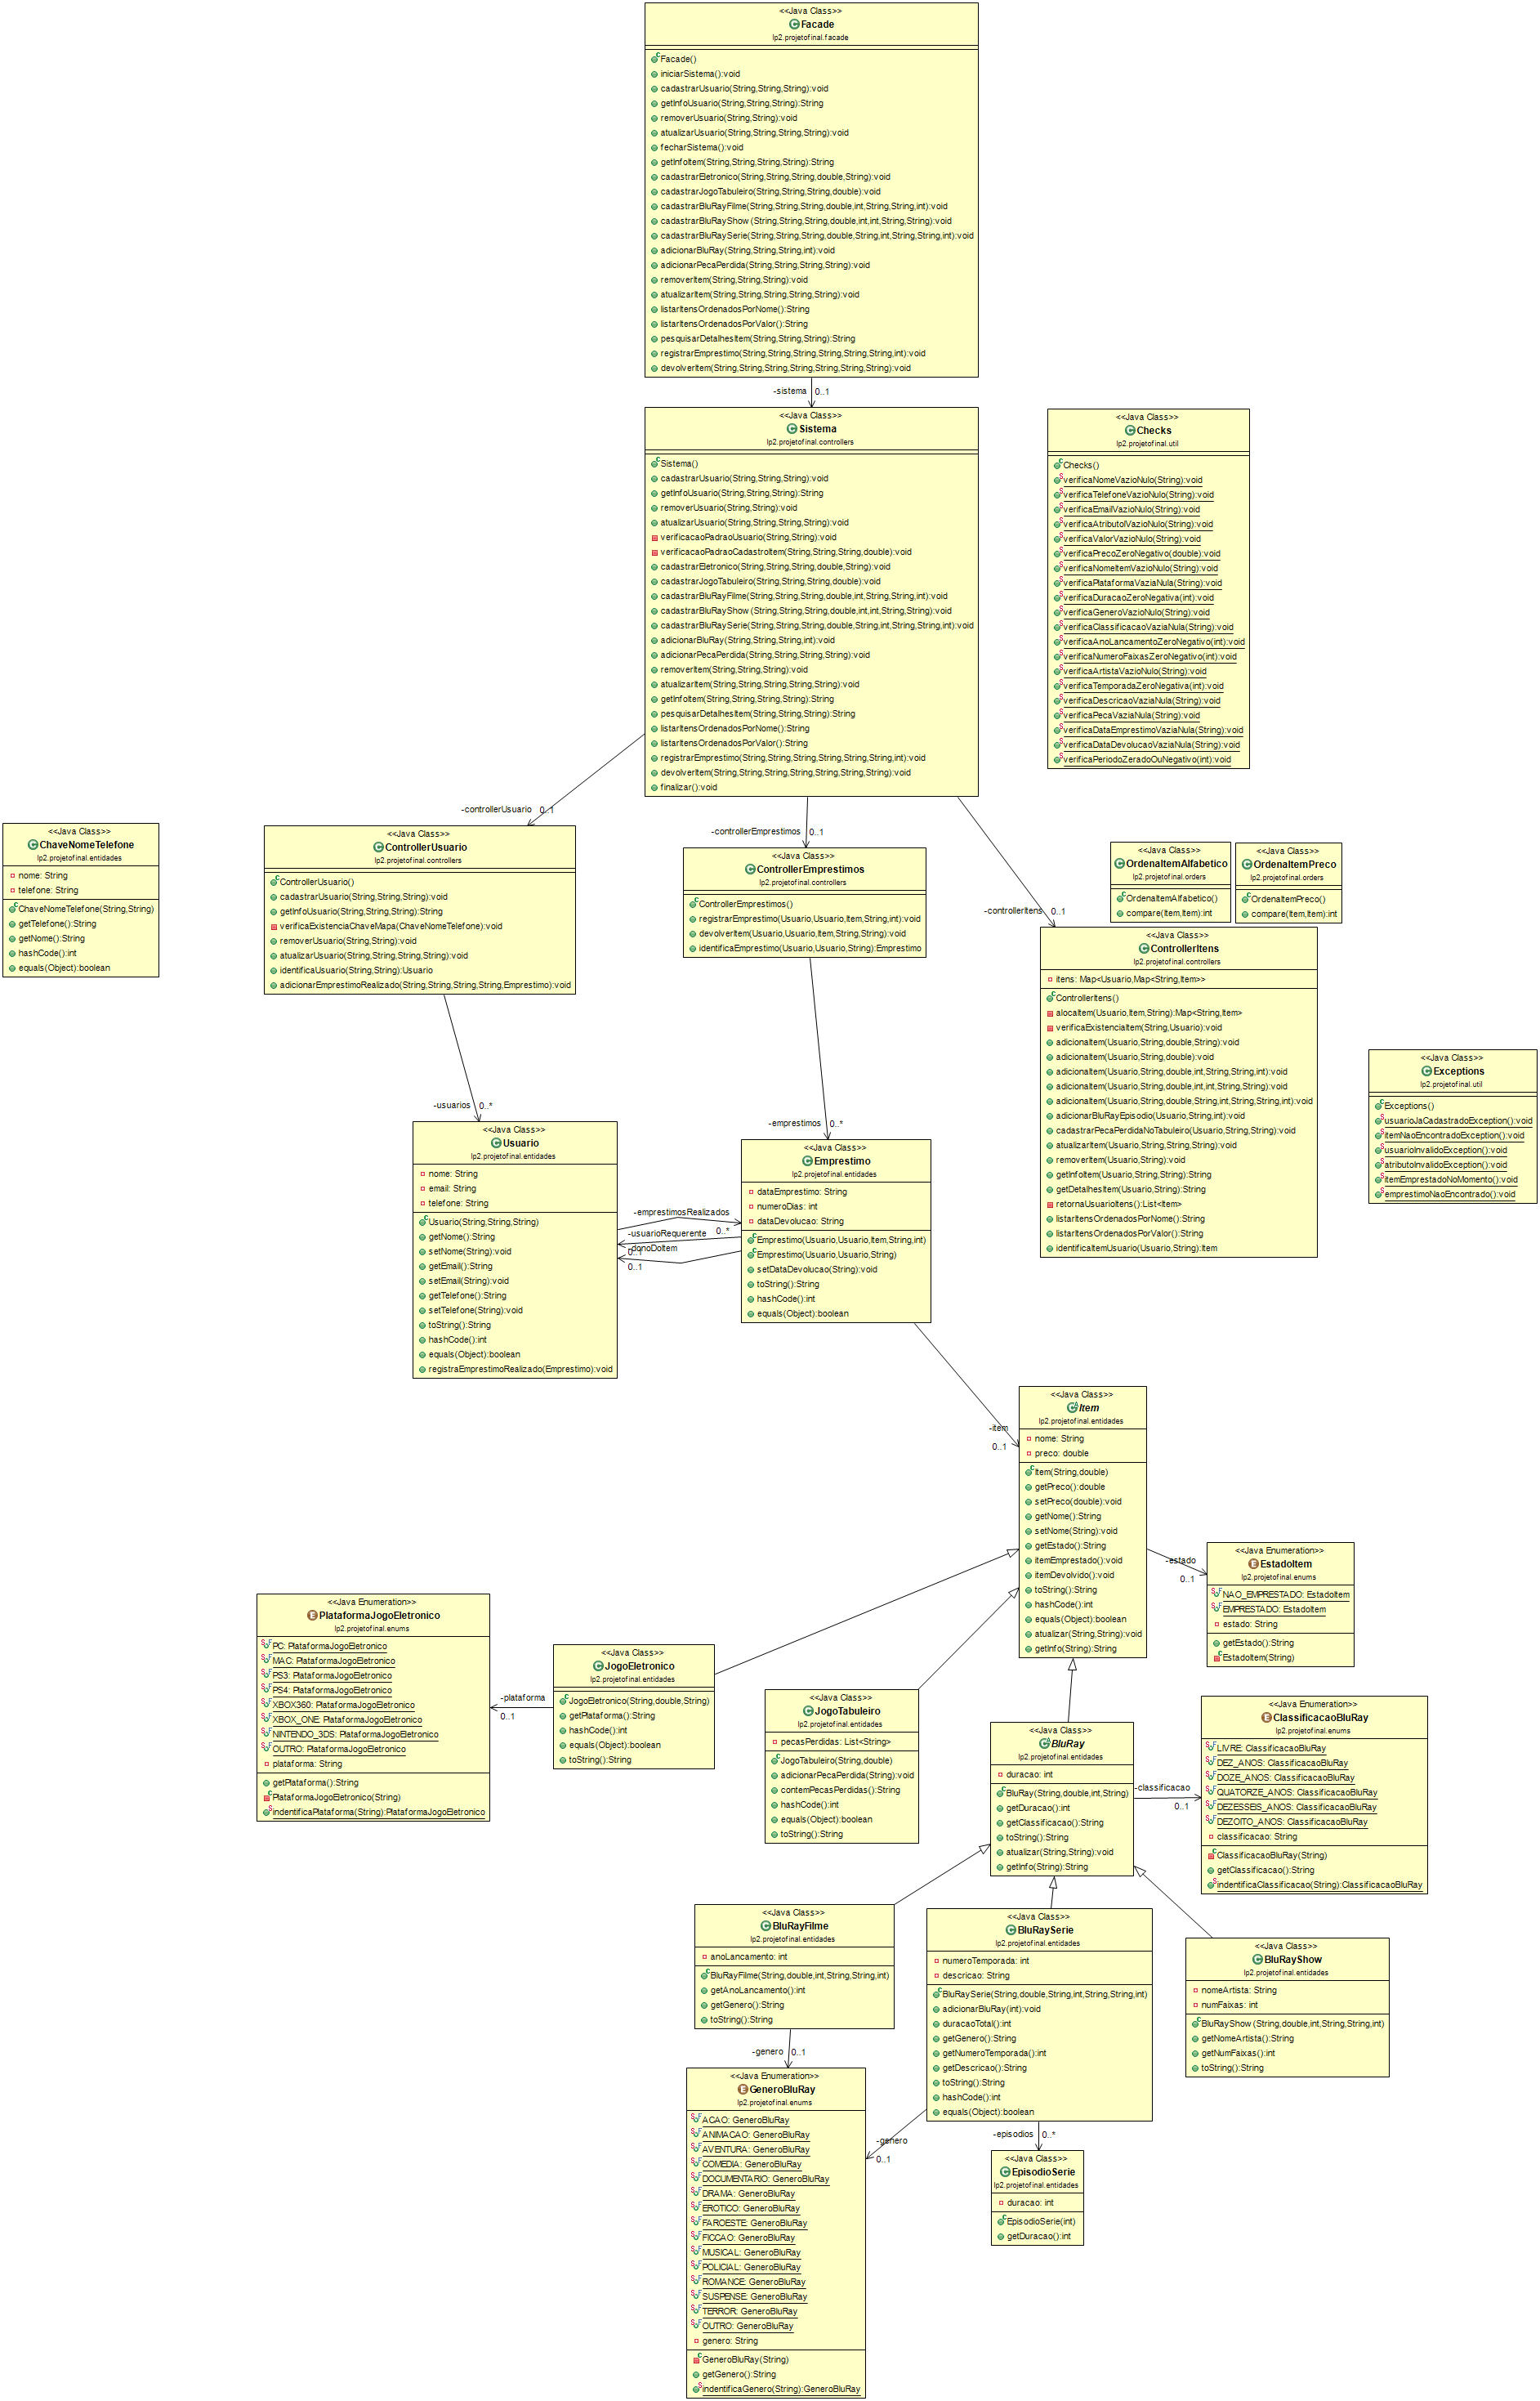 <<Java Class>>
Facade
lp2.projetofinal.facade
Facade()
iniciarSistema():void
cadastrarUsuario(String,String,String):void
getInfoUsuario(String,String,String):String
removerUsuario(String,String):void
atualizarUsuario(String,String,String,String):void
fecharSistema():void
getInfoItem(String,String,String,String):String
cadastrarEletronico(String,String,String,double,String):void
cadastrarJogoTabuleiro(String,String,String,double):void
cadastrarBluRayFilme(String,String,String,double,int,String,String,int):void
cadastrarBluRayShow (String,String,String,double,int,int,String,String):void
cadastrarBluRaySerie(String,String,String,double,String,int,String,String,int):void
adicionarBluRay(String,String,String,int):void
adicionarPecaPerdida(String,String,String,String):void
removerItem(String,String,String):void
atualizarItem(String,String,String,String,String):void
listarItensOrdenadosPorNome():String
listarItensOrdenadosPorValor():String
pesquisarDetalhesItem(String,String,String):String
registrarEmprestimo(String,String,String,String,String,String,int):void
devolverItem(String,String,String,String,String,String,String):void
-sistema
0..1
<<Java Class>>
Sistema
lp2.projetofinal.controllers
Sistema()
cadastrarUsuario(String,String,String):void
getInfoUsuario(String,String,String):String
removerUsuario(String,String):void
atualizarUsuario(String,String,String,String):void
verificacaoPadraoUsuario(String,String):void
verificacaoPadraoCadastroItem(String,String,String,double):void
cadastrarEletronico(String,String,String,double,String):void
cadastrarJogoTabuleiro(String,String,String,double):void
cadastrarBluRayFilme(String,String,String,double,int,String,String,int):void
cadastrarBluRayShow (String,String,String,double,int,int,String,String):void
cadastrarBluRaySerie(String,String,String,double,String,int,String,String,int):void
adicionarBluRay(String,String,String,int):void
adicionarPecaPerdida(String,String,String,String):void
removerItem(String,String,String):void
atualizarItem(String,String,String,String,String):void
getInfoItem(String,String,String,String):String
pesquisarDetalhesItem(String,String,String):String
listarItensOrdenadosPorNome():String
listarItensOrdenadosPorValor():String
registrarEmprestimo(String,String,String,String,String,String,int):void
devolverItem(String,String,String,String,String,String,String):void
finalizar():void
<<Java Class>>
Checks
lp2.projetofinal.util
Checks()
verificaNomeVazioNulo(String):void
verificaTelefoneVazioNulo(String):void
verificaEmailVazioNulo(String):void
verificaAtributoIVazioNulo(String):void
verificaValorVazioNulo(String):void
verificaPrecoZeroNegativo(double):void
verificaNomeItemVazioNulo(String):void
verificaPlataformaVaziaNula(String):void
verificaDuracaoZeroNegativa(int):void
verificaGeneroVazioNulo(String):void
verificaClassificacaoVaziaNula(String):void
verificaAnoLancamentoZeroNegativo(int):void
verificaNumeroFaixasZeroNegativo(int):void
verificaArtistaVazioNulo(String):void
verificaTemporadaZeroNegativa(int):void
verificaDescricaoVaziaNula(String):void
verificaPecaVaziaNula(String):void
verificaDataEmprestimoVaziaNula(String):void
verificaDataDevolucaoVaziaNula(String):void
verificaPeriodoZeradoOuNegativo(int):void
-controllerUsuario
0..1
-controllerEmprestimos
0..1
-controllerItens
0..1
<<Java Class>>
ChaveNomeTelefone
lp2.projetofinal.entidades
nome: String
telefone: String
ChaveNomeTelefone(String,String)
getTelefone():String
getNome():String
hashCode():int
equals(Object):boolean
<<Java Class>>
ControllerUsuario
lp2.projetofinal.controllers
ControllerUsuario()
cadastrarUsuario(String,String,String):void
getInfoUsuario(String,String,String):String
verificaExistenciaChaveMapa(ChaveNomeTelefone):void
removerUsuario(String,String):void
atualizarUsuario(String,String,String,String):void
identificaUsuario(String,String):Usuario
adicionarEmprestimoRealizado(String,String,String,String,Emprestimo):void
<<Java Class>>
ControllerEmprestimos
lp2.projetofinal.controllers
ControllerEmprestimos()
registrarEmprestimo(Usuario,Usuario,Item,String,int):void
devolverItem(Usuario,Usuario,Item,String,String):void
identificaEmprestimo(Usuario,Usuario,String):Emprestimo
<<Java Class>>
OrdenaItemAlfabetico
lp2.projetofinal.orders
OrdenaItemAlfabetico()
compare(Item,Item):int
<<Java Class>>
OrdenaItemPreco
lp2.projetofinal.orders
OrdenaItemPreco()
compare(Item,Item):int
<<Java Class>>
ControllerItens
lp2.projetofinal.controllers
itens: Map<Usuario,Map<String,Item>>
ControllerItens()
alocaItem(Usuario,Item,String):Map<String,Item>
verificaExistenciaItem(String,Usuario):void
adicionaItem(Usuario,String,double,String):void
adicionaItem(Usuario,String,double):void
adicionaItem(Usuario,String,double,int,String,String,int):void
adicionaItem(Usuario,String,double,int,int,String,String):void
adicionaItem(Usuario,String,double,String,int,String,String,int):void
adicionarBluRayEpisodio(Usuario,String,int):void
cadastrarPecaPerdidaNoTabuleiro(Usuario,String,String):void
atualizarItem(Usuario,String,String,String):void
removerItem(Usuario,String):void
getInfoItem(Usuario,String,String):String
getDetalhesItem(Usuario,String):String
retornaUsuarioItens():List<Item>
listarItensOrdenadosPorNome():String
listarItensOrdenadosPorValor():String
identificaItemUsuario(Usuario,String):Item
<<Java Class>>
Exceptions
lp2.projetofinal.util
Exceptions()
usuarioJaCadastradoException():void
itemNaoEncontradoException():void
usuarioInvalidoException():void
atributoInvalidoException():void
itemEmprestadoNoMomento():void
emprestimoNaoEncontrado():void
-usuarios
0..*
-emprestimos
0..*
<<Java Class>>
Usuario
lp2.projetofinal.entidades
nome: String
email: String
telefone: String
Usuario(String,String,String)
getNome():String
setNome(String):void
getEmail():String
setEmail(String):void
getTelefone():String
setTelefone(String):void
toString():String
hashCode():int
equals(Object):boolean
registraEmprestimoRealizado(Emprestimo):void
-emprestimosRealizados
0..*
-usuarioRequerente
0..1
-donoDoItem
0..1
<<Java Class>>
Emprestimo
lp2.projetofinal.entidades
dataEmprestimo: String
numeroDias: int
dataDevolucao: String
Emprestimo(Usuario,Usuario,Item,String,int)
Emprestimo(Usuario,Usuario,String)
setDataDevolucao(String):void
toString():String
hashCode():int
equals(Object):boolean
-item
0..1
<<Java Class>>
Item
lp2.projetofinal.entidades
nome: String
preco: double
Item(String,double)
getPreco():double
setPreco(double):void
getNome():String
setNome(String):void
getEstado():String
itemEmprestado():void
itemDevolvido():void
toString():String
hashCode():int
equals(Object):boolean
atualizar(String,String):void
getInfo(String):String
-estado
0..1
<<Java Enumeration>>
EstadoItem
lp2.projetofinal.enums
NAO_EMPRESTADO: EstadoItem
EMPRESTADO: EstadoItem
estado: String
getEstado():String
EstadoItem(String)
<<Java Enumeration>>
PlataformaJogoEletronico
lp2.projetofinal.enums
PC: PlataformaJogoEletronico
MAC: PlataformaJogoEletronico
PS3: PlataformaJogoEletronico
PS4: PlataformaJogoEletronico
XBOX360: PlataformaJogoEletronico
XBOX_ONE: PlataformaJogoEletronico
NINTENDO_3DS: PlataformaJogoEletronico
OUTRO: PlataformaJogoEletronico
plataforma: String
getPlataforma():String
PlataformaJogoEletronico(String)
indentificaPlataforma(String):PlataformaJogoEletronico
-plataforma
0..1
<<Java Class>>
JogoEletronico
lp2.projetofinal.entidades
JogoEletronico(String,double,String)
getPlataforma():String
hashCode():int
equals(Object):boolean
toString():String
<<Java Class>>
JogoTabuleiro
lp2.projetofinal.entidades
pecasPerdidas: List<String>
JogoTabuleiro(String,double)
adicionarPecaPerdida(String):void
contemPecasPerdidas():String
hashCode():int
equals(Object):boolean
toString():String
<<Java Class>>
BluRay
lp2.projetofinal.entidades
duracao: int
BluRay(String,double,int,String)
getDuracao():int
getClassificacao():String
toString():String
atualizar(String,String):void
getInfo(String):String
-classificacao
0..1
<<Java Enumeration>>
ClassificacaoBluRay
lp2.projetofinal.enums
LIVRE: ClassificacaoBluRay
DEZ_ANOS: ClassificacaoBluRay
DOZE_ANOS: ClassificacaoBluRay
QUATORZE_ANOS: ClassificacaoBluRay
DEZESSEIS_ANOS: ClassificacaoBluRay
DEZOITO_ANOS: ClassificacaoBluRay
classificacao: String
ClassificacaoBluRay(String)
getClassificacao():String
indentificaClassificacao(String):ClassificacaoBluRay
<<Java Class>>
BluRayFilme
lp2.projetofinal.entidades
anoLancamento: int
BluRayFilme(String,double,int,String,String,int)
getAnoLancamento():int
getGenero():String
toString():String
<<Java Class>>
BluRaySerie
lp2.projetofinal.entidades
numeroTemporada: int
descricao: String
BluRaySerie(String,double,String,int,String,String,int)
adicionarBluRay(int):void
duracaoTotal():int
getGenero():String
getNumeroTemporada():int
getDescricao():String
toString():String
hashCode():int
equals(Object):boolean
<<Java Class>>
BluRayShow
lp2.projetofinal.entidades
nomeArtista: String
numFaixas: int
BluRayShow (String,double,int,String,String,int)
getNomeArtista():String
getNumFaixas():int
toString():String
-genero
0..1
<<Java Enumeration>>
GeneroBluRay
lp2.projetofinal.enums
ACAO: GeneroBluRay
ANIMACAO: GeneroBluRay
AVENTURA: GeneroBluRay
COMEDIA: GeneroBluRay
DOCUMENTARIO: GeneroBluRay
DRAMA: GeneroBluRay
EROTICO: GeneroBluRay
FAROESTE: GeneroBluRay
FICCAO: GeneroBluRay
MUSICAL: GeneroBluRay
POLICIAL: GeneroBluRay
ROMANCE: GeneroBluRay
SUSPENSE: GeneroBluRay
TERROR: GeneroBluRay
OUTRO: GeneroBluRay
genero: String
GeneroBluRay(String)
getGenero():String
indentificaGenero(String):GeneroBluRay
-genero
0..1
-episodios
0..*
<<Java Class>>
EpisodioSerie
lp2.projetofinal.entidades
duracao: int
EpisodioSerie(int)
getDuracao():int